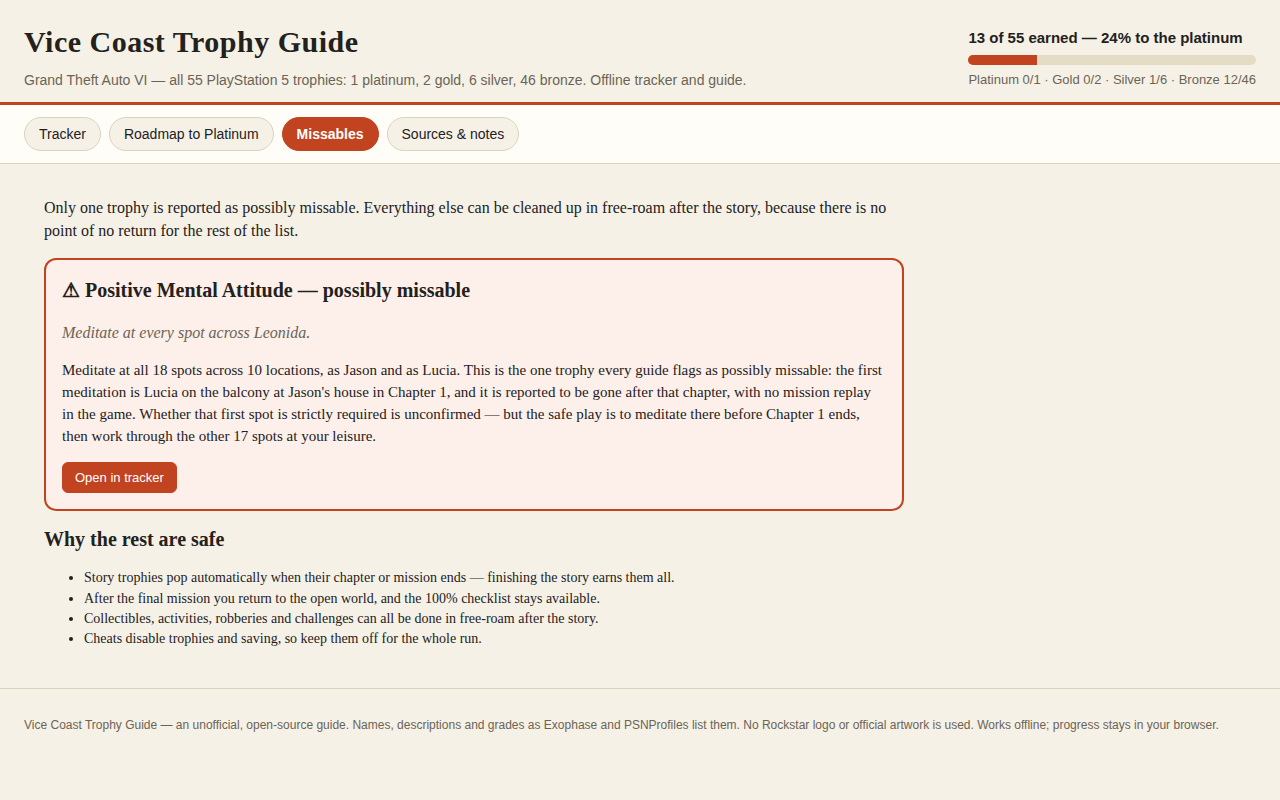 Vice Coast Trophy Guide
Grand Theft Auto VI — all 55 PlayStation 5 trophies: 1 platinum, 2 gold, 6 silver, 46 bronze. Offline tracker and guide.
13 of 55 earned — 24% to the platinum
Platinum 0/1 · Gold 0/2 · Silver 1/6 · Bronze 12/46
Tracker
Roadmap to Platinum
Missables
Sources & notes
Only one trophy is reported as possibly missable. Everything else can be cleaned up in free-roam after the story, because there is no
point of no return for the rest of the list.
⚠ Positive Mental Attitude — possibly missable
Meditate at every spot across Leonida.
Meditate at all 18 spots across 10 locations, as Jason and as Lucia. This is the one trophy every guide flags as possibly missable: the first
meditation is Lucia on the balcony at Jason's house in Chapter 1, and it is reported to be gone after that chapter, with no mission replay
in the game. Whether that first spot is strictly required is unconfirmed — but the safe play is to meditate there before Chapter 1 ends,
then work through the other 17 spots at your leisure.
Open in tracker
Why the rest are safe
• Story trophies pop automatically when their chapter or mission ends — finishing the story earns them all.
• After the final mission you return to the open world, and the 100% checklist stays available.
• Collectibles, activities, robberies and challenges can all be done in free-roam after the story.
• Cheats disable trophies and saving, so keep them off for the whole run.
Vice Coast Trophy Guide — an unofficial, open-source guide. Names, descriptions and grades as Exophase and PSNProfiles list them. No Rockstar logo or official artwork is used. Works offline; progress stays in your browser.